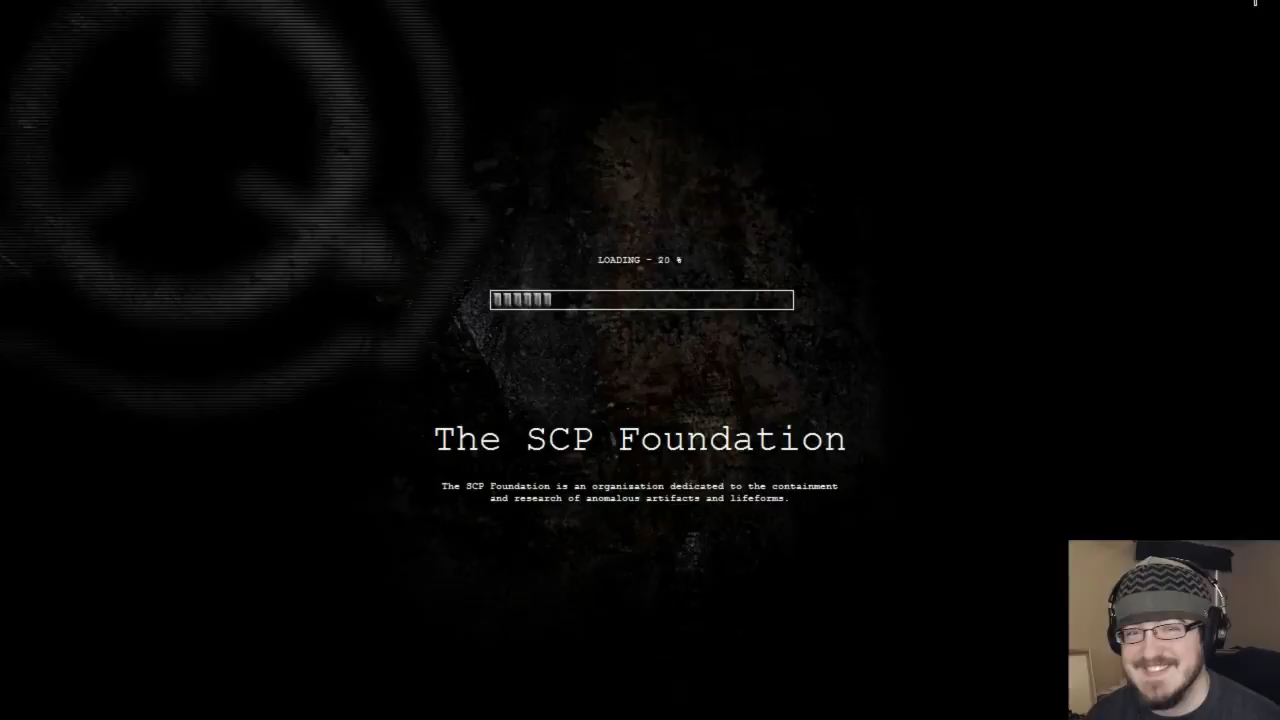 LOADING - 20 %
The SCP Foundation
The SCP Foundation is an organization dedicated to the containment
and research of anomalous artifacts and lifeforms.